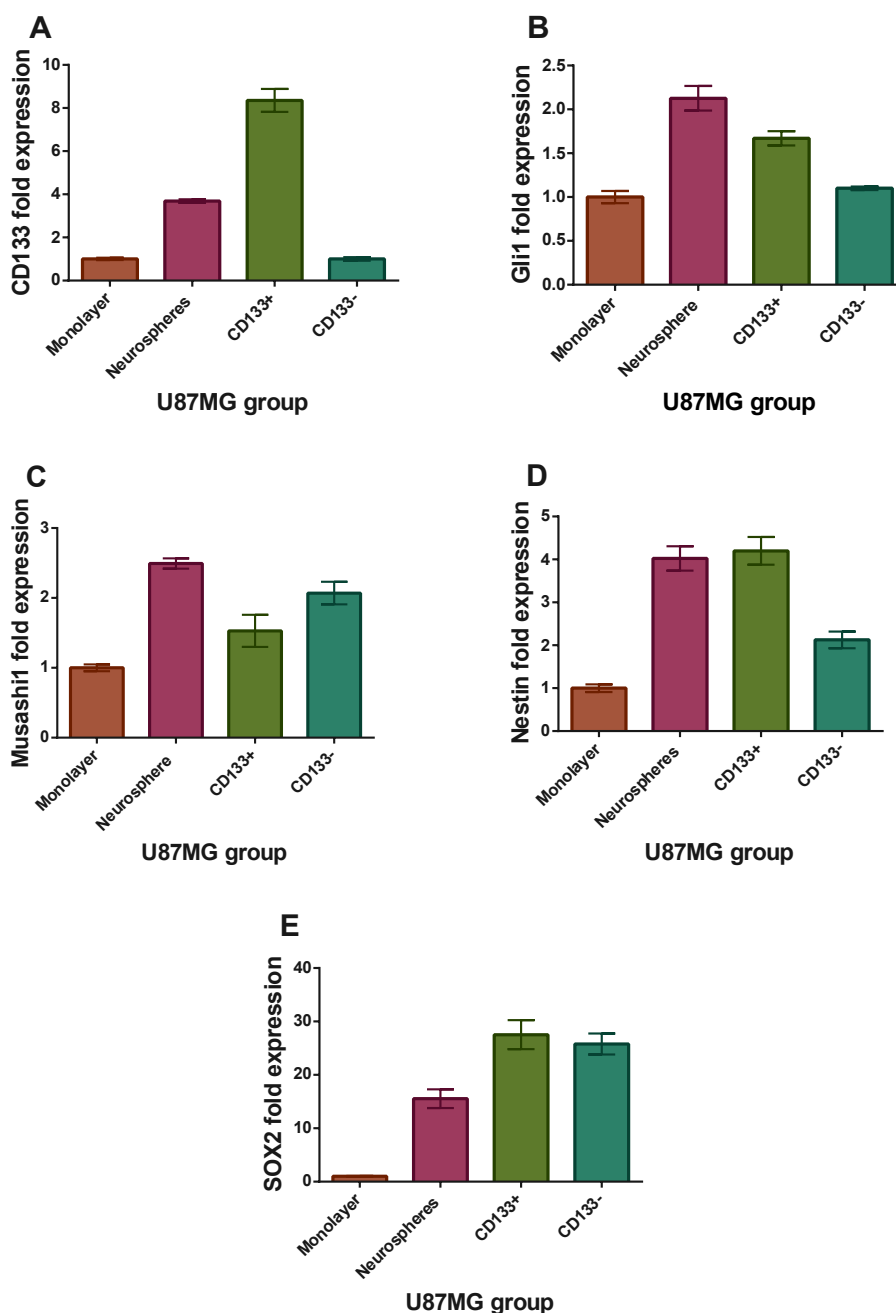 A
CD133 fold expression
10
8
6
4
2
0
Monolayer
Neurospheres
CD133+
CD133-
U87MG group
B
Gli1 fold expression
2.5
2.0
1.5
1.0
0.5
0.0
Monolayer
Neurosphere
CD133+
CD133-
U87MG group
C
Musashi1 fold expression
3
2
1
0
Monolayer
Neurosphere
CD133+
CD133-
U87MG group
D
Nestin fold expression
5
4
3
2
1
0
Monolayer
Neurospheres
CD133+
CD133-
U87MG group
E
SOX2 fold expression
40
30
20
10
0
Monolayer
Neurospheres
CD133+
CD133-
U87MG group